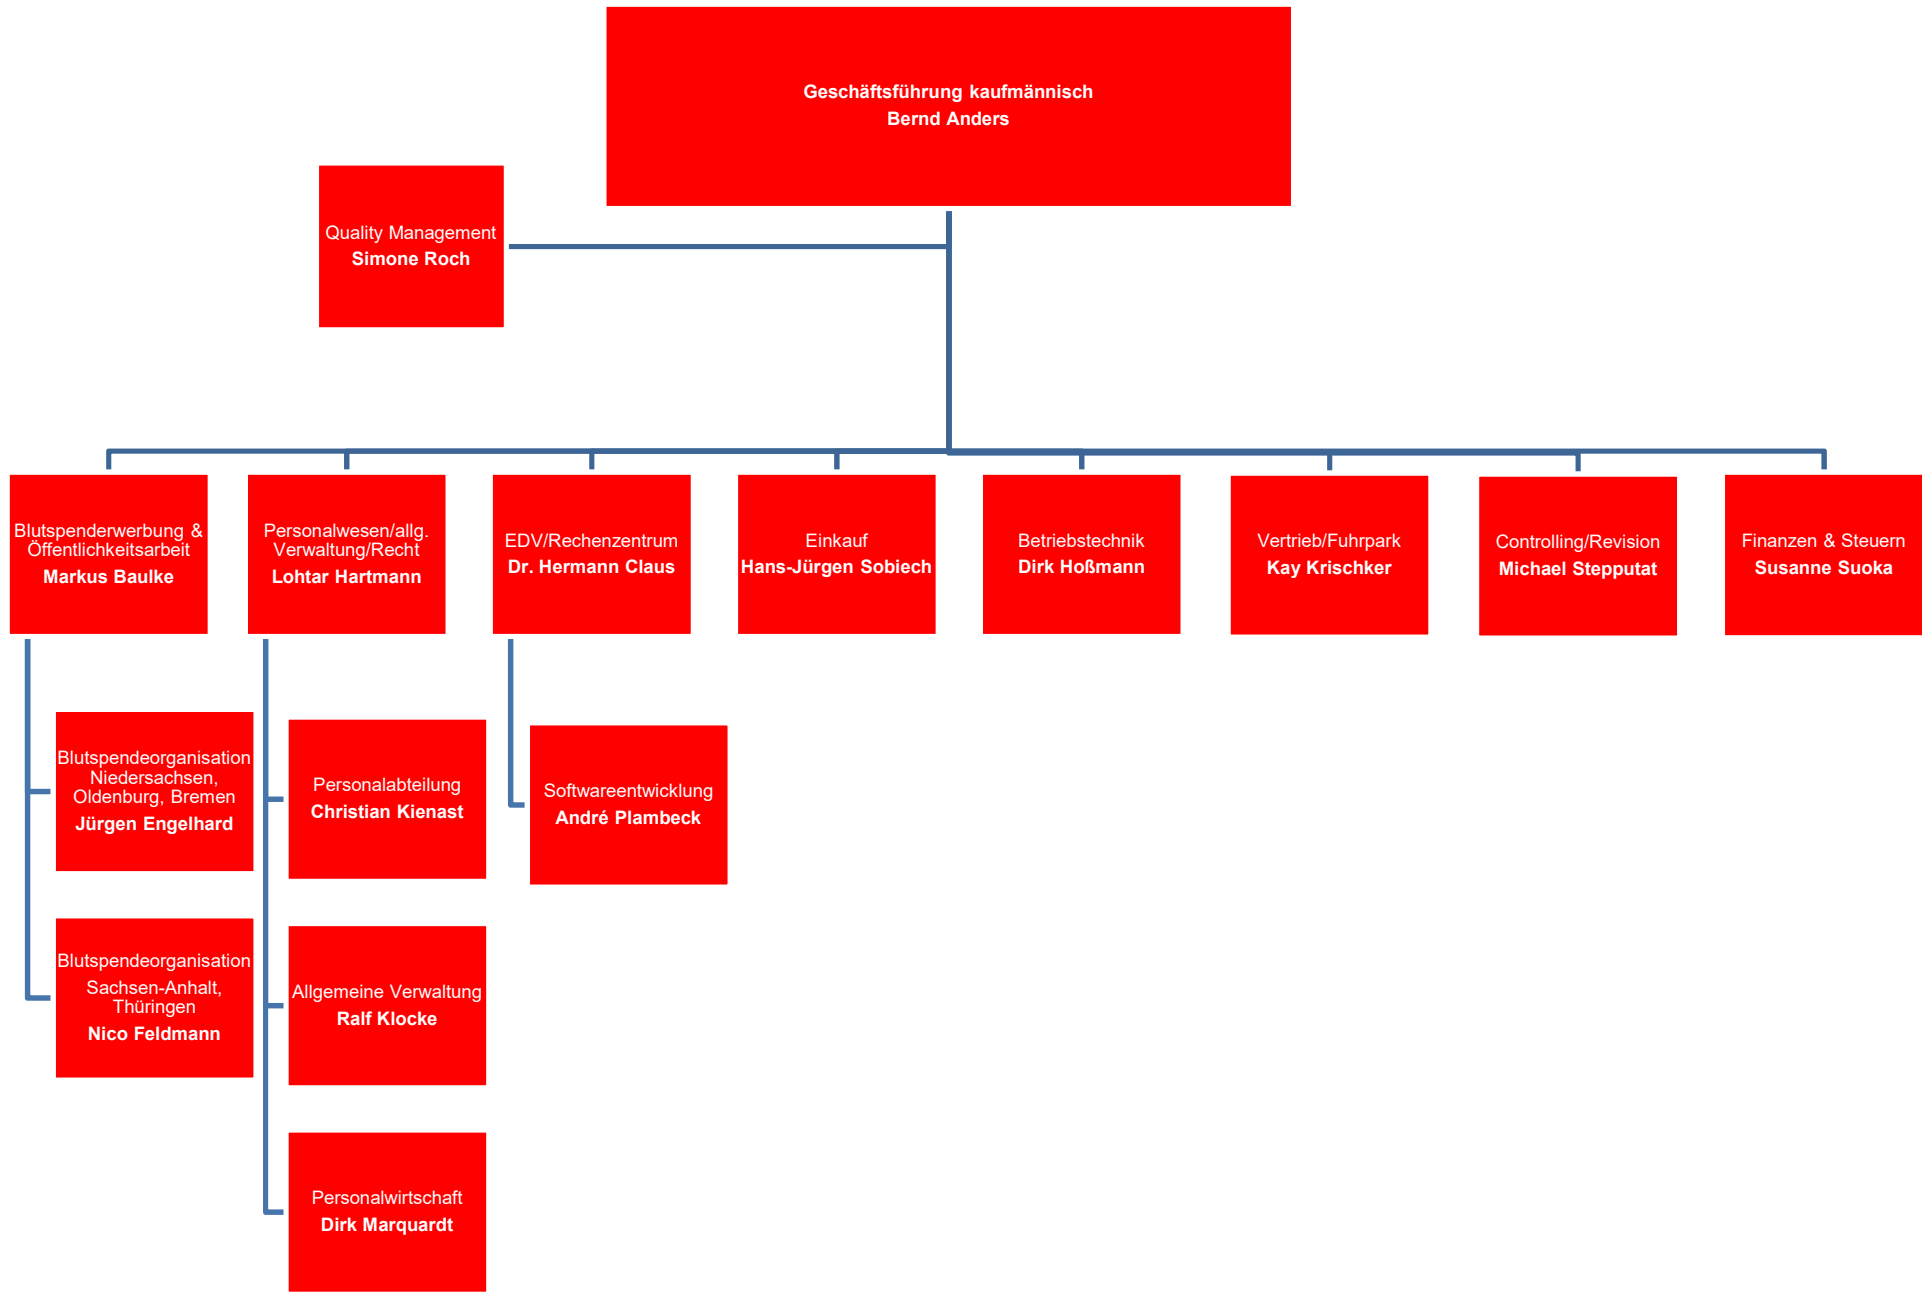 Geschäftsführung kaufmännisch
Bernd Anders
Quality Management
Simone Roch
Blutspenderwerbung &
Öffentlichkeitsarbeit
Markus Baulke
Personalwesen/allg.
Verwaltung/Recht
Lohtar Hartmann
EDV/Rechenzentrum
Dr. Hermann Claus
Einkauf
Hans-Jürgen Sobiech
Betriebstechnik
Dirk Hoßmann
Vertrieb/Fuhrpark
Kay Krischker
Controlling/Revision
Michael Stepputat
Finanzen & Steuern
Susanne Suoka
Blutspendeorganisation
Niedersachsen,
Oldenburg, Bremen
Jürgen Engelhard
Personalabteilung
Christian Kienast
Softwareentwicklung
André Plambeck
Blutspendeorganisation
Sachsen-Anhalt,
Thüringen
Nico Feldmann
Allgemeine Verwaltung
Ralf Klocke
Personalwirtschaft
Dirk Marquardt